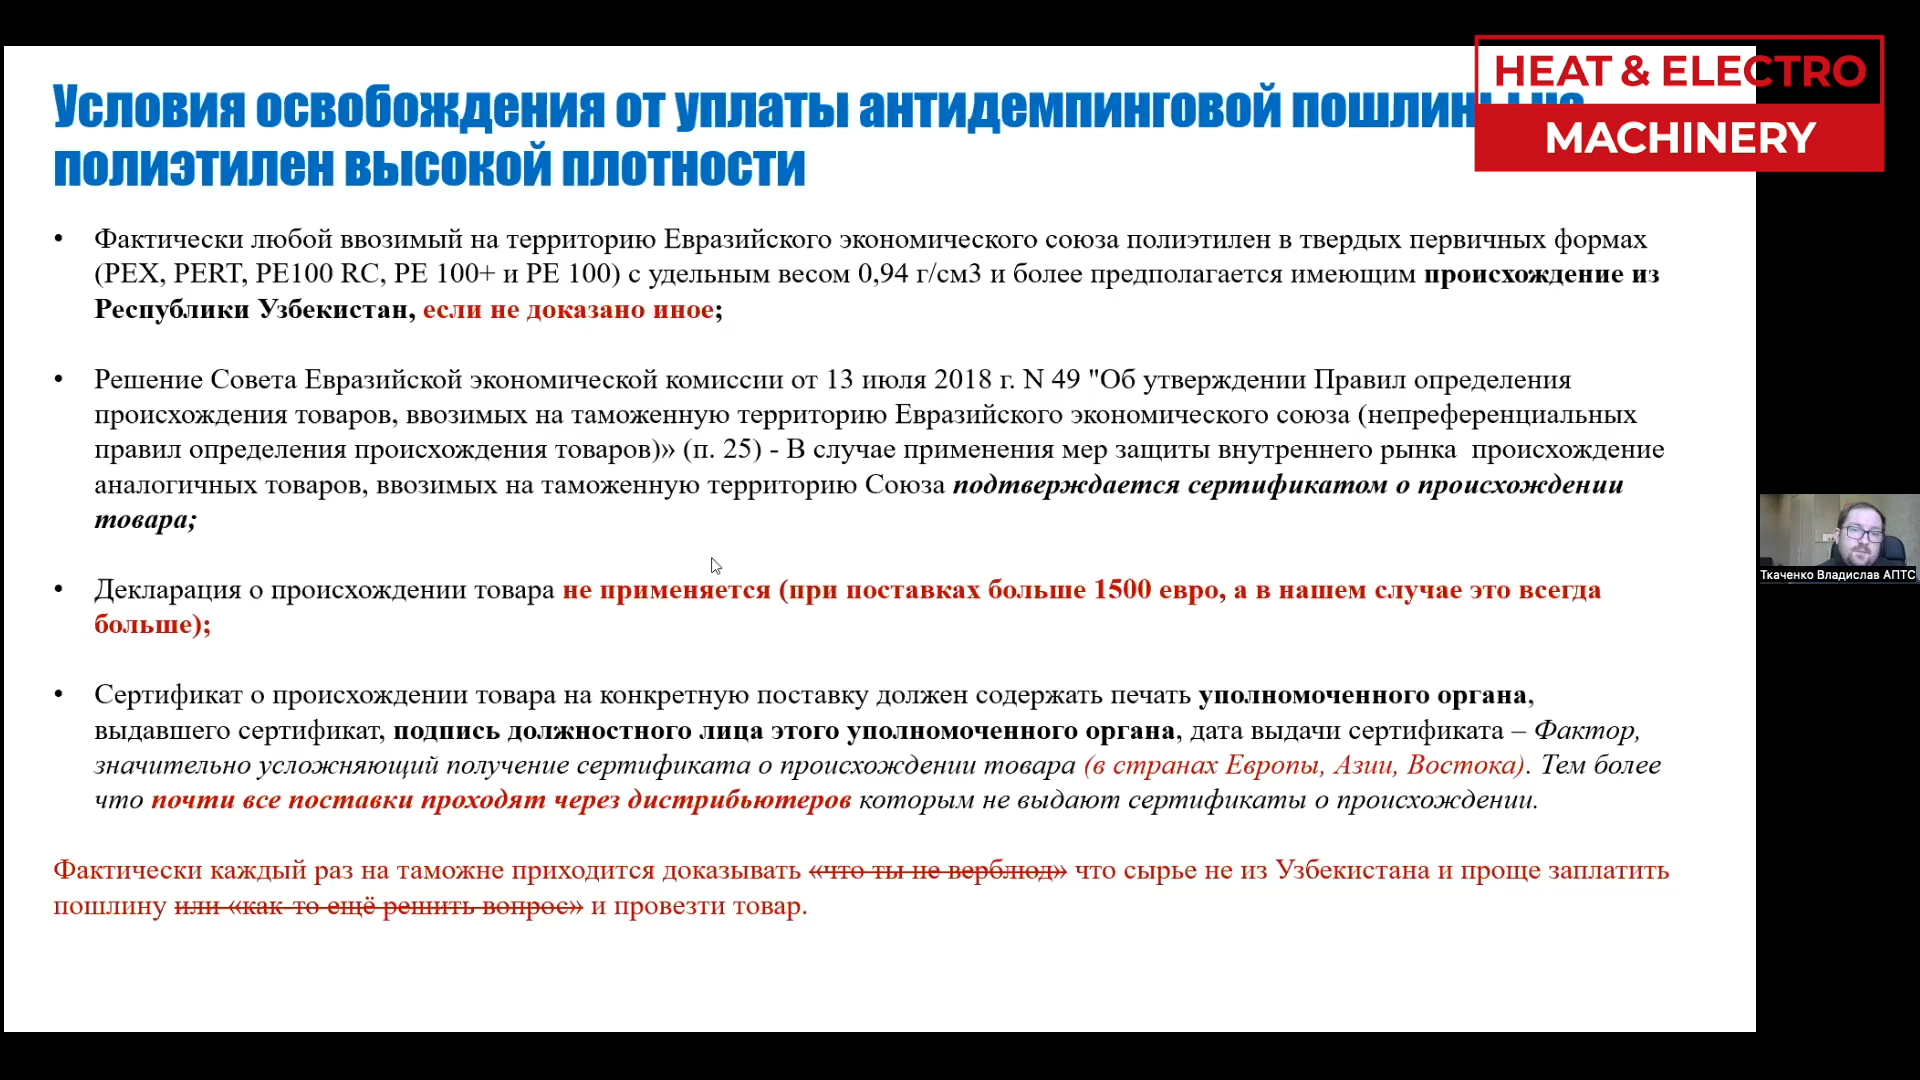 HEAT & ELECTRO
MACHINERY
Условия освобождения от уплаты антидемпинговой
полиэтилен высокой плотности
• Фактически любой ввозимый на территорию Евразийского экономического союза полиэтилен в твердых первичных формах
(PEX, PERT, PE100 RC, PE 100+ и PE 100) с удельным весом 0,94 г/см3 и более предполагается имеющим происхождение из
Республики Узбекистан, если не доказано иное;
• Решение Совета Евразийской экономической комиссии от 13 июля 2018 г. N 49 "Об утверждении Правил определения
происхождения товаров, ввозимых на таможенную территорию Евразийского экономического союза (непреференциальных
правил определения происхождения товаров)» (п. 25) - В случае применения мер защиты внутреннего рынка происхождение
аналогичных товаров, ввозимых на таможенную территорию Союза подтверждается сертификатом о происхождении
товара;
• Декларация о происхождении товара не применяется (при поставках больше 1500 евро, а в нашем случае это всегда
больше);
• Сертификат о происхождении товара на конкретную поставку должен содержать печать уполномоченного органа,
выдавшего сертификат, подпись должностного лица этого уполномоченного органа, дата выдачи сертификата – Фактор,
значительно усложняющий получение сертификата о происхождении товара (в странах Европы, Азии, Востока). Тем более
что почти все поставки проходят через дистрибьютеров которым не выдают сертификаты о происхождении.
Фактически каждый раз на таможне приходится доказывать «что ты не верблюд» что сырье не из Узбекистана и проще заплатить
пошлину или «как-то ещё решить вопрос» и провезти товар.
Ткаченко Владислав АПТС